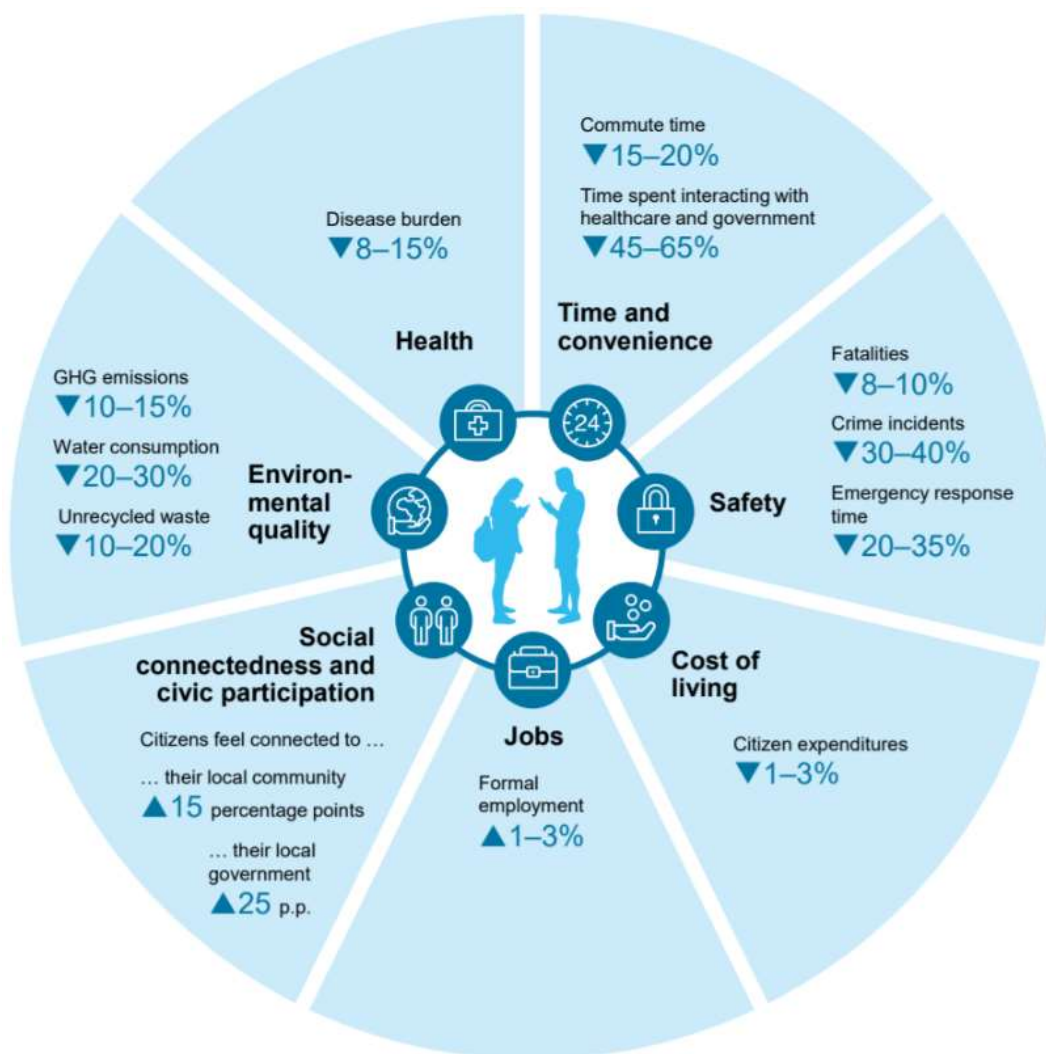 Commute time
▼15–20%
Time spent interacting with
healthcare and government
▼45–65%
Time and
convenience
24
Fatalities
▼8–10%
Crime incidents
▼30–40%
Emergency response
time
▼20–35%
Safety
Cost of
living
Citizen expenditures
▼1–3%
Jobs
Formal
employment
▲1–3%
Social
connectedness and
civic participation
Citizens feel connected to …
… their local community
▲15 percentage points
… their local
government
▲25 p.p.
Environ-
mental
quality
GHG emissions
▼10–15%
Water consumption
▼20–30%
Unrecycled waste
▼10–20%
Health
Disease burden
▼8–15%